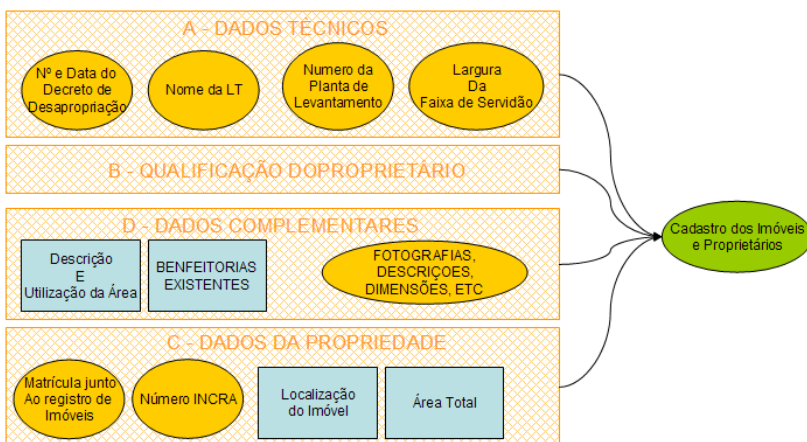 A - DADOS TÉCNICOS
Nº e Data do
Decreto de
Desapropriação
Nome da LT
Numero da
Planta de
Levantamento
Largura
Da
Faixa de Servidão
B - QUALIFICAÇÃO DOPROPRIETÁRIO
Cadastro dos Imóveis
e Proprietários
D - DADOS COMPLEMENTARES
Descrição
E
Utilização da Área
BENFEITORIAS
EXISTENTES
FOTOGRAFIAS,
DESCRIÇOES,
DIMENSÕES, ETC
C - DADOS DA PROPRIEDADE
Matrícula junto
Ao registro de
Imóveis
Número INCRA
Localização
do Imóvel
Área Total